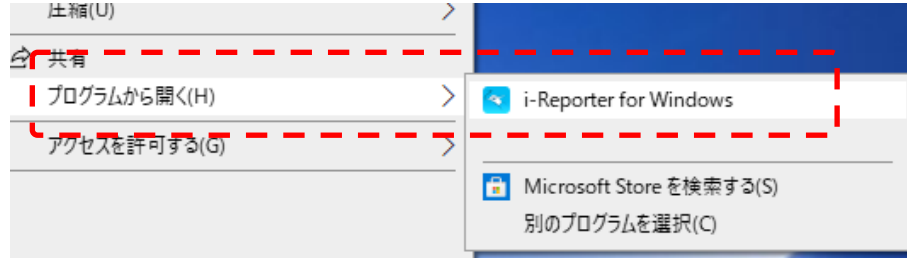 圧縮(U)
共有
プログラムから開く(H)
i-Reporter for Windows
アクセスを許可する(G)
Microsoft Store を検索する(S)
別のプログラムを選択(C)